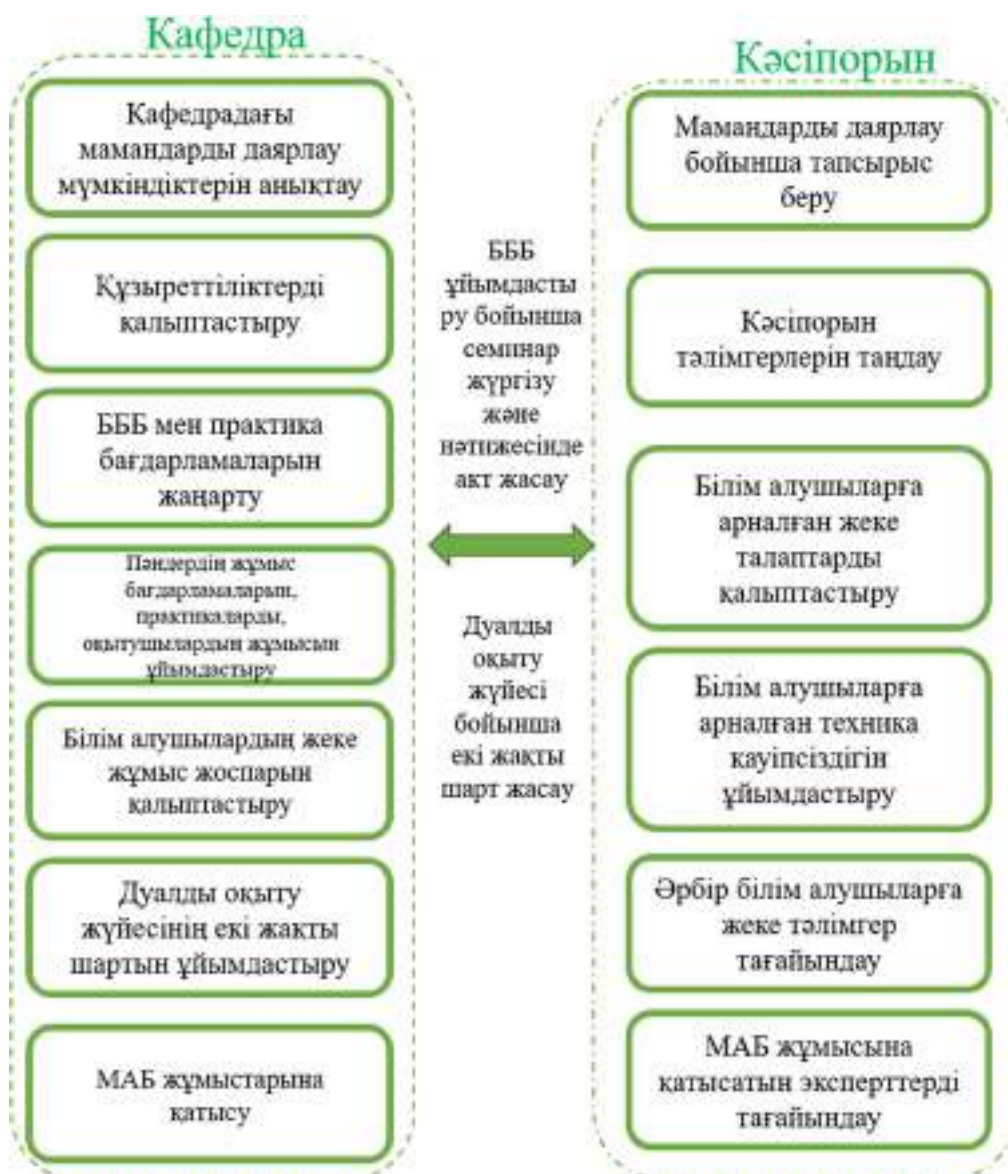 Кафедра
Кафедрадағы
мамандарды даярлау
мүмкіндіктерін анықтау
Құзыреттіліктерді
қалыптастыру
БББ мен практика
бағдарламаларын
жаңарту
Пәндердің жұмыс
бағдарламаларын,
практикаларды,
оқытушылардың жұмысын
ұйымдастыру
Білім алушылардың жеке
жұмыс жоспарын
қалыптастыру
Дуалды оқыту
жүйесінің екі жақты
шартын ұйымдастыру
МАБ жұмыстарына
қатысу
БББ
ұйымдасты
ру бойынша
семинар
жүргізу
және
нәтижесінде
акт жасау
Дуалды
оқыту
жүйесі
бойынша
екі жақты
шарт жасау
Кәсіпорын
Мамандарды даярлау
бойынша тапсырыс
беру
Кәсіпорын
тәлімгерлерін таңдау
Білім алушыларға
арналған жеке
талаптарды
қалыптастыру
Білім алушыларға
арналған техника
қауіпсіздігін
ұйымдастыру
Әрбір білім алушыларға
жеке тәлімгер
тағайындау
МАБ жұмысына
қатысатын эксперттерді
тағайындау